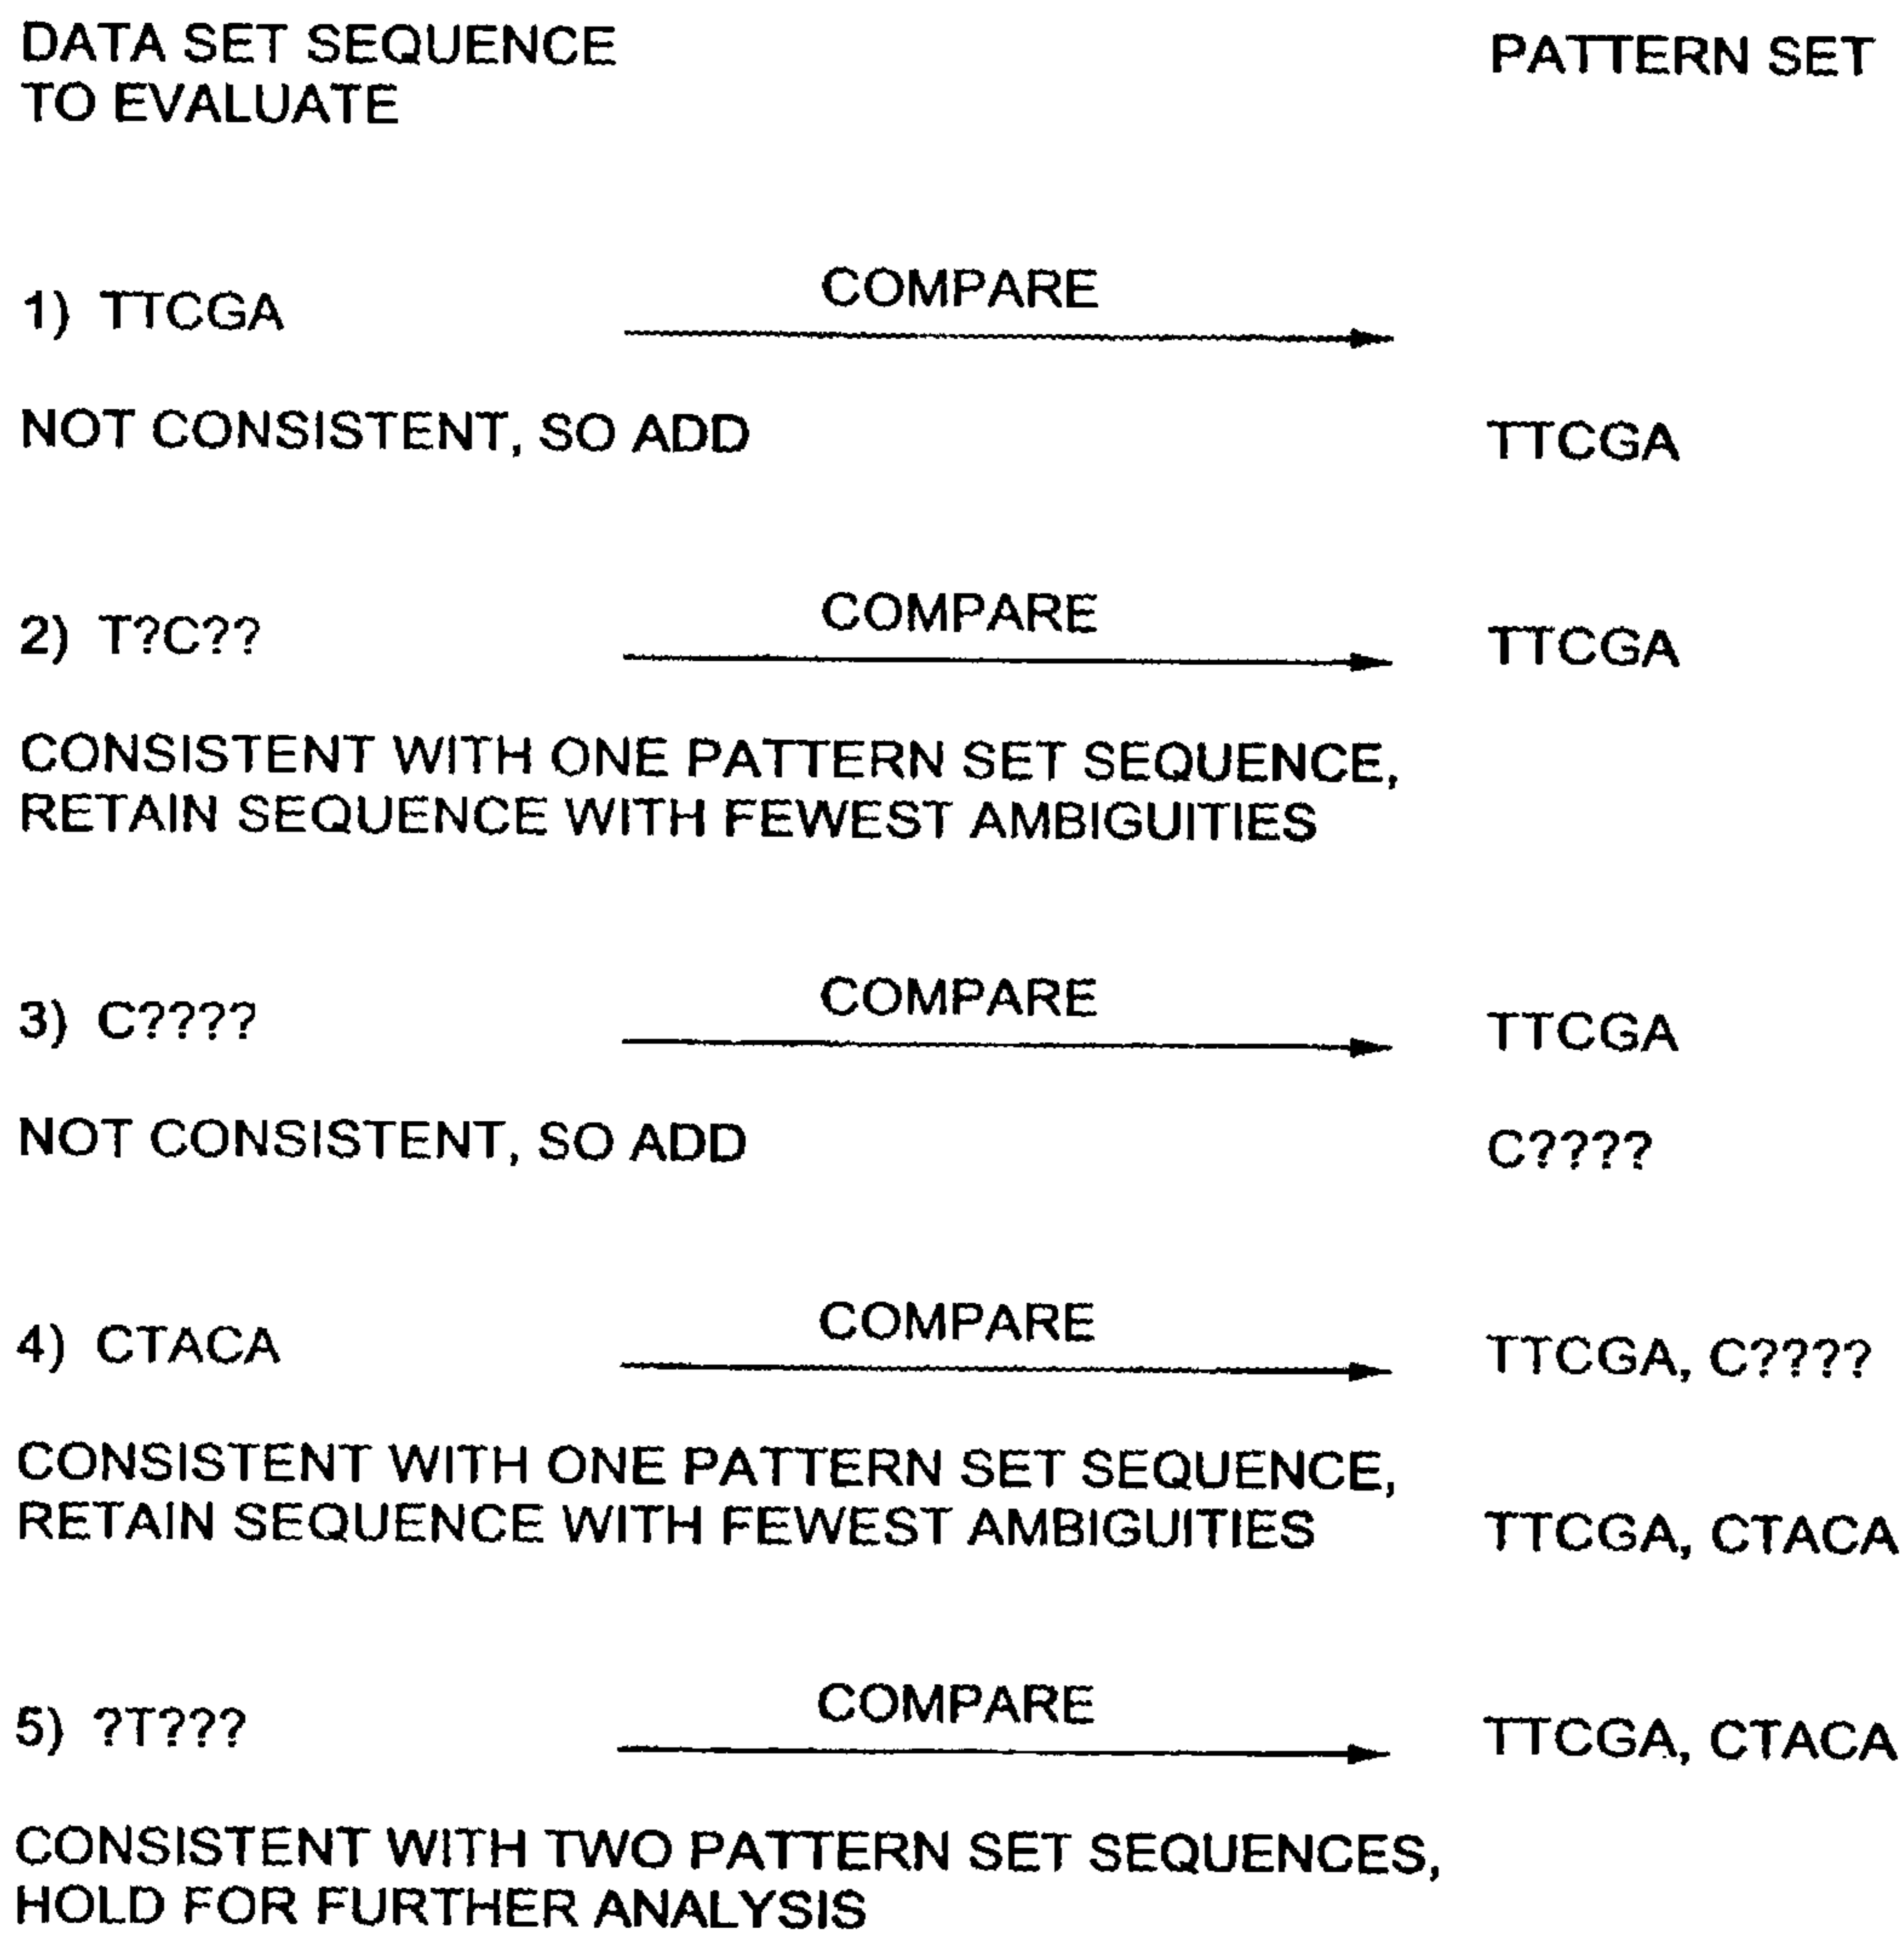 DATA SET SEQUENCE PATTERN SET
TO EVALUATE
COMPARE
1) TTCGA
NOT CONSISTENT, SO ADD TTCGA
COMPARE
2) T?C?? TTCGA
CONSISTENT WITH ONE PATTERN SET SEQUENCE,
RETAIN SEQUENCE WITH FEWEST AMBIGUITIES
COMPARE
3) C???? TTCGA
NOT CONSISTENT, SO ADD C????
COMPARE
4) CTACA TTCGA, C????
CONSISTENT WITH ONE PATTERN SET SEQUENCE,
RETAIN SEQUENCE WITH FEWEST AMBIGUITIES TTCGA, CTACA
COMPARE
5) ?T??? TTCGA, CTACA
CONSISTENT WITH TWO PATTERN SET SEQUENCES,
HOLD FOR FURTHER ANALYSIS